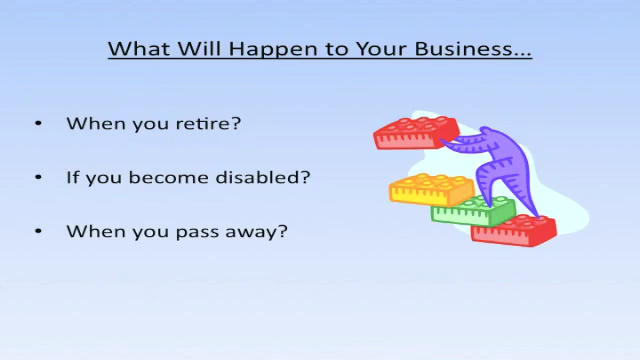 What Will Happen to Your Business...
• When you retire?
• If you become disabled?
• When you pass away?